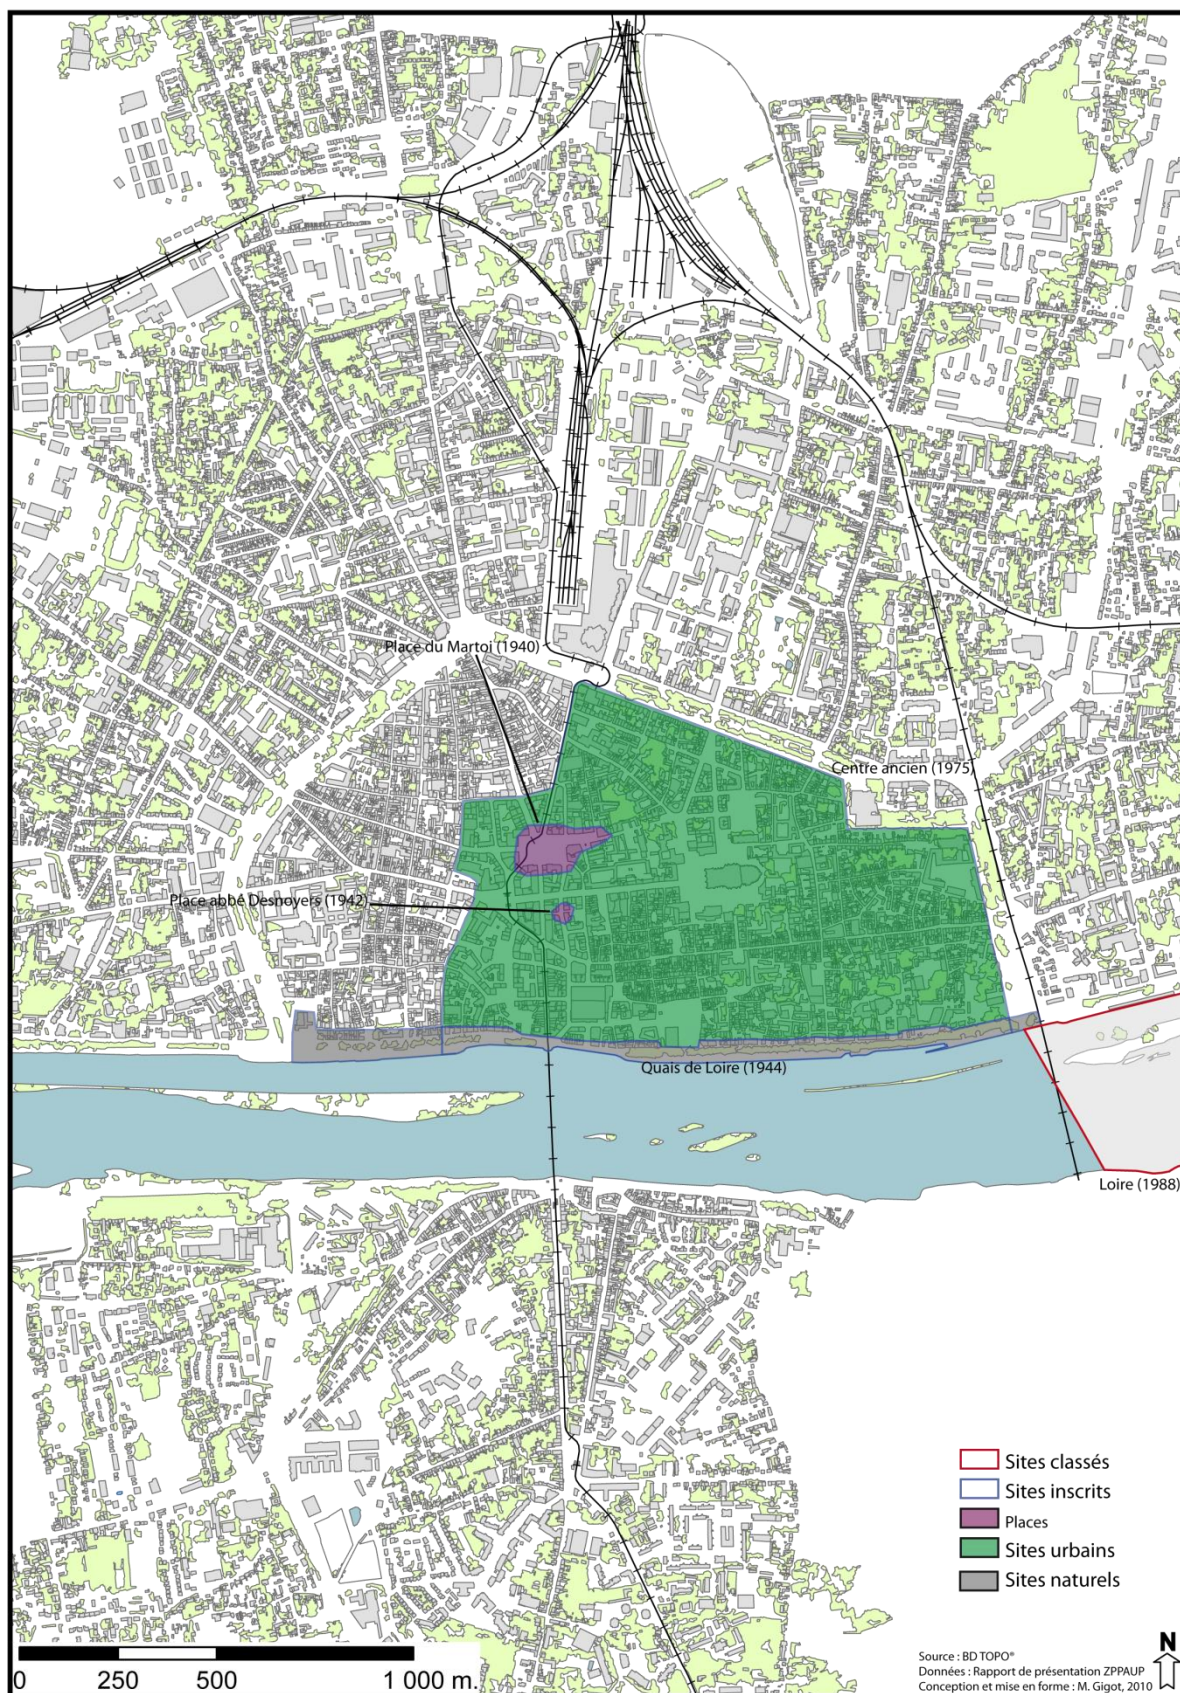 Place du Martoi (1940)
Centre ancien (1975)
Place abbé Desnoyers (1942)
Quais de Loire (1944)
Loire (1988)
Sites classés
Sites inscrits
Places
Sites urbains
Sites naturels
0 250 500 1 000 m.
N
Source : BD TOPO®
Données : Rapport de présentation ZPPAUP
Conception et mise en forme : M. Gigot, 2010